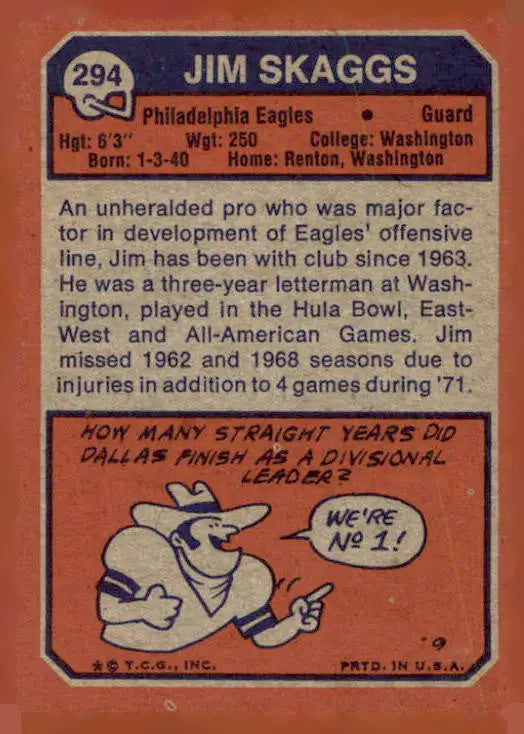 294
JIM SKAGGS
Philadelphia Eagles • Guard
Hgt: 6'3" Wgt: 250 College: Washington
Born: 1-3-40 Home: Renton, Washington
An unheralded pro who was major fac-
tor in development of Eagles' offensive
line, Jim has been with club since 1963.
He was a three-year letterman at Wash-
ington, played in the Hula Bowl, East-
West and All-American Games. Jim
missed 1962 and 1968 seasons due to
injuries in addition to 4 games during '71.
HOW MANY STRAIGHT YEARS DID
DALLAS FINISH AS A DIVISIONAL
LEADER?
WE'RE
Nº 1!
9
* © T.C.G., INC. PRTD. IN U.S.A.